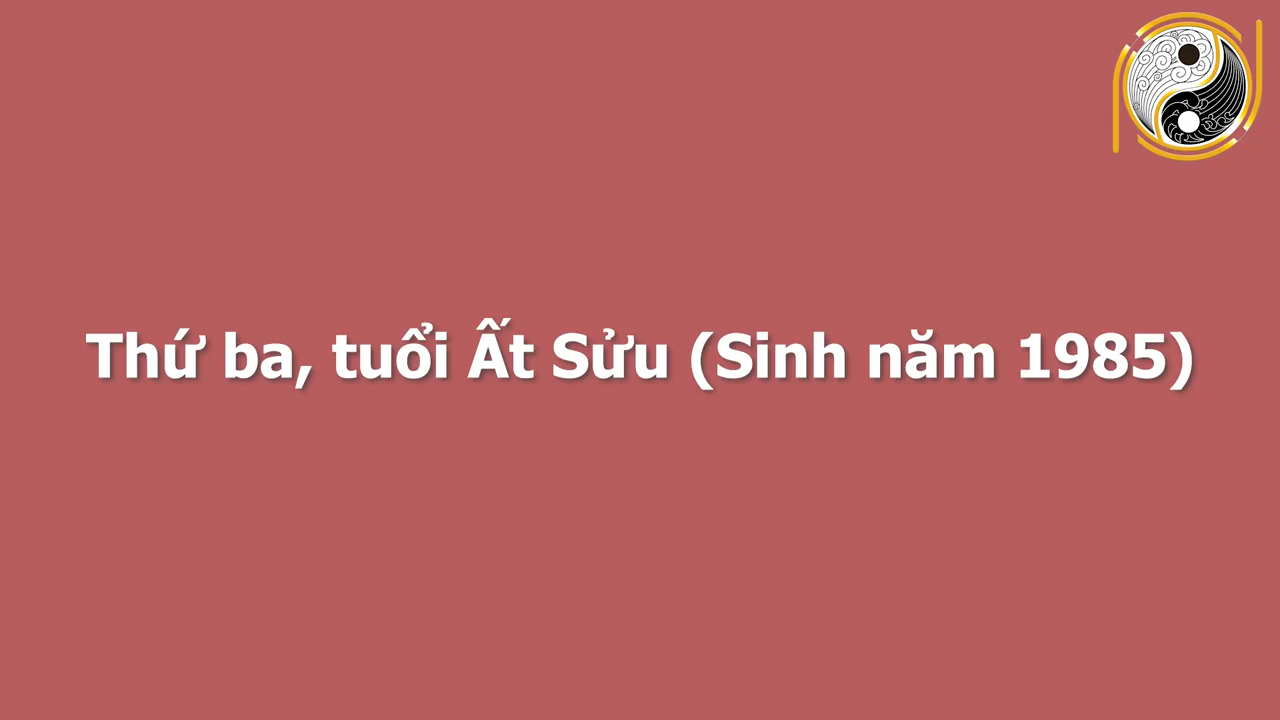 Thứ ba, tuổi Ất Sửu (Sinh năm 1985)